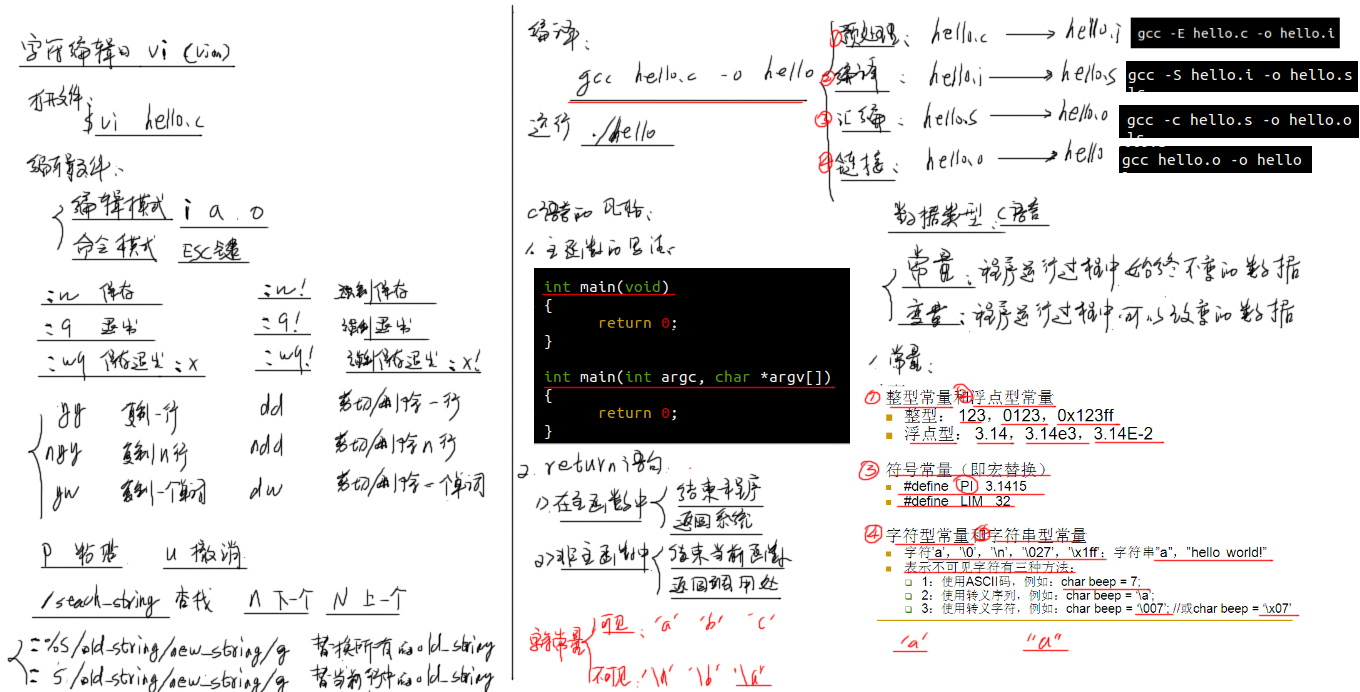 字符编辑口 vi (vim)
打开文件:
$ vi hello.c
编辑文件:
编辑模式 i a . o
命令模式 ESC键
:w 保存 :w! 强制保存
:q 退出 :q! 强制退出
:wq 保存退出 :x :wq! 强制保存退出 :x!
yy 复制一行 dd 剪切/删除一行
nyy 复制n行 ndd 剪切/删除n行
yw 复制一个单词 dw 剪切/删除一个单词
p 粘贴 u 撤消
/seach_string 查找 n 下一个 N 上一个
:%s/old_string/new_string/g 替换所有的old_string
: s/old_string/new_string/g 替当前行中的old_string
编译:
gcc hello.c -o hello
运行 ./hello
① 预处理: hello.c → hello.i gcc -E hello.c -o hello.i
② 编译: hello.i → hello.s gcc -S hello.i -o hello.s
③ 汇编: hello.s → hello.o gcc -c hello.s -o hello.o
④ 链接: hello.o → hello gcc hello.o -o hello
C语言的风格:
1. 主函数的写法:
int main(void)
{
return 0;
}
int main(int argc, char *argv[])
{
return 0;
}
2. return语句
1)在主函数中 结束程序
返回系统
2)非主函数中 结束当前函数
返回调用处
字符常量 可见: 'a' 'b' 'c'
不可见: '\n' '\b' '\a'
数据类型: C语言
常量:程序运行过程中始终不变的数据
变量:程序运行过程中可以改变的数据
1. 常量:
① 整型常量和②浮点型常量
整型: 123, 0123, 0x123ff
浮点型: 3.14, 3.14e3, 3.14E-2
③ 符号常量(即宏替换)
#define PI 3.1415
#define LIM 32
④ 字符型常量和⑤字符串型常量
字符'a', '\0', '\n', '\027', '\x1ff'; 字符串"a", "hello world!"
表示不可见字符有三种方法:
1: 使用ASCII码, 例如: char beep = 7;
2: 使用转义序列, 例如: char beep = '\a';
3: 使用转义字符, 例如: char beep = '\007'; //或char beep = '\x07'
'a' "a"